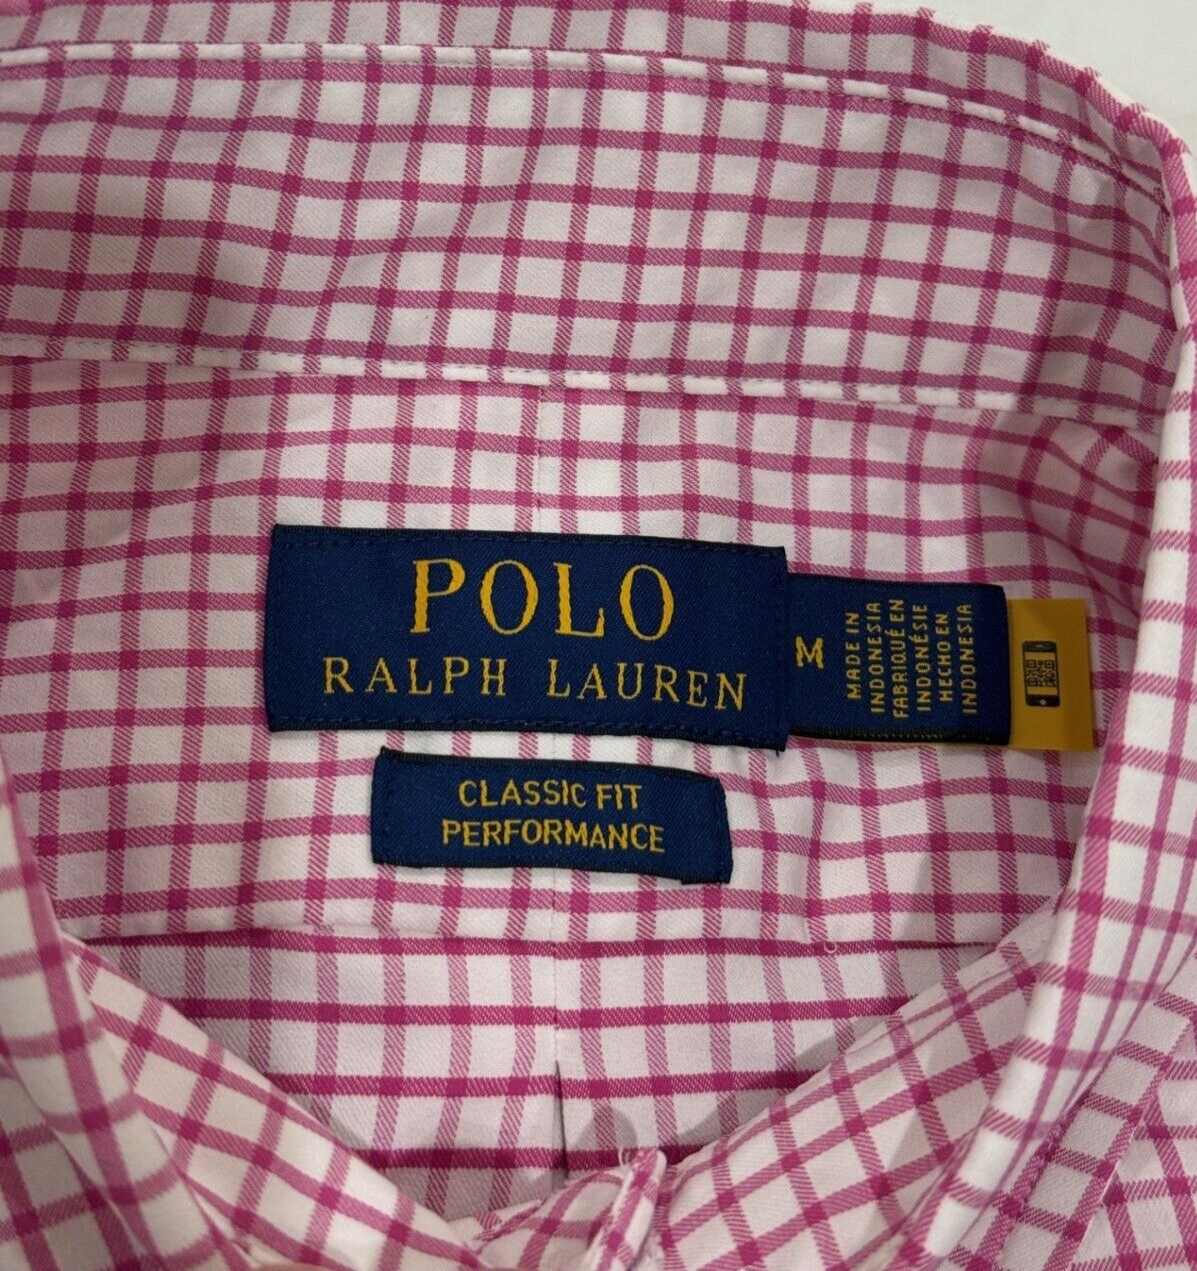 POLO
RALPH LAUREN
M
MADE IN
INDONESIA
FABRIQUÉ EN
INDONÉSIE
HECHO EN
INDONESIA
CLASSIC FIT
PERFORMANCE